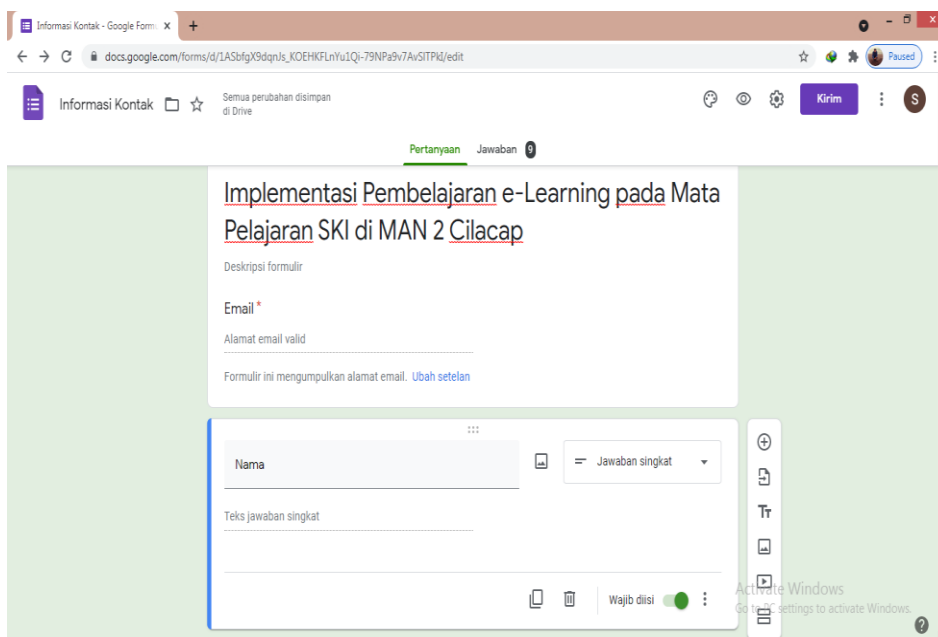 Informasi Kontak - Google Form
Paused
docs.google.com/forms/d/1ASbfgX9dqnJs_KOEHKFLnYu1Qi-79NPa9v7AvSITPkI/edit
Informasi Kontak
Semua perubahan disimpan
di Drive
Kirim
S
Pertanyaan Jawaban 9
Implementasi Pembelajaran e-Learning pada Mata
Pelajaran SKI di MAN 2 Cilacap
Deskripsi formulir
Email *
Alamat email valid
Formulir ini mengumpulkan alamat email. Ubah setelan
Nama
Jawaban singkat
Teks jawaban singkat
Wajib diisi
Activate Windows
Go to PC settings to activate Windows.